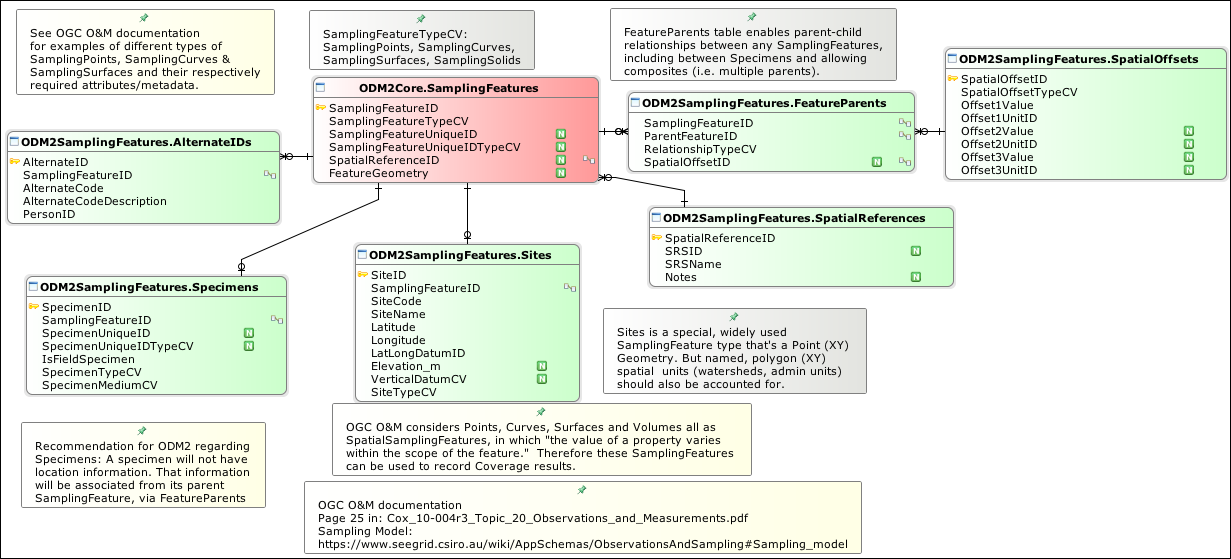 See OGC O&M documentation
for examples of different types of
SamplingPoints, SamplingCurves &
SamplingSurfaces and their respectively
required attributes/metadata.
SamplingFeatureTypeCV:
SamplingPoints, SamplingCurves,
SamplingSurfaces, SamplingSolids
FeatureParents table enables parent-child
relationships between any SamplingFeatures,
including between Specimens and allowing
composites (i.e. multiple parents).
ODM2SamplingFeatures.SpatialOffsets
SpatialOffsetID
SpatialOffsetTypeCV
Offset1Value
Offset1UnitID
Offset2Value N
Offset2UnitID N
Offset3Value N
Offset3UnitID N
ODM2Core.SamplingFeatures
SamplingFeatureID
SamplingFeatureTypeCV
SamplingFeatureUniqueID N
SamplingFeatureUniqueIDTypeCV N
SpatialReferenceID N
FeatureGeometry N
ODM2SamplingFeatures.FeatureParents
SamplingFeatureID
ParentFeatureID
RelationshipTypeCV
SpatialOffsetID N
ODM2SamplingFeatures.AlternateIDs
AlternateID
SamplingFeatureID
AlternateCode
AlternateCodeDescription
PersonID
ODM2SamplingFeatures.SpatialReferences
SpatialReferenceID
SRSID N
SRSName
Notes N
ODM2SamplingFeatures.Specimens
SpecimenID
SamplingFeatureID
SpecimenUniqueID N
SpecimenUniqueIDTypeCV N
IsFieldSpecimen
SpecimenTypeCV
SpecimenMediumCV
ODM2SamplingFeatures.Sites
SiteID
SamplingFeatureID
SiteCode
SiteName
Latitude
Longitude
LatLongDatumID
Elevation_m N
VerticalDatumCV N
SiteTypeCV
Sites is a special, widely used
SamplingFeature type that's a Point (XY)
Geometry. But named, polygon (XY)
spatial units (watersheds, admin units)
should also be accounted for.
Recommendation for ODM2 regarding
Specimens: A specimen will not have
location information. That information
will be associated from its parent
SamplingFeature, via FeatureParents
OGC O&M considers Points, Curves, Surfaces and Volumes all as
SpatialSamplingFeatures, in which "the value of a property varies
within the scope of the feature." Therefore these SamplingFeatures
can be used to record Coverage results.
OGC O&M documentation
Page 25 in: Cox_10-004r3_Topic_20_Observations_and_Measurements.pdf
Sampling Model:
https://www.seegrid.csiro.au/wiki/AppSchemas/ObservationsAndSampling#Sampling_model